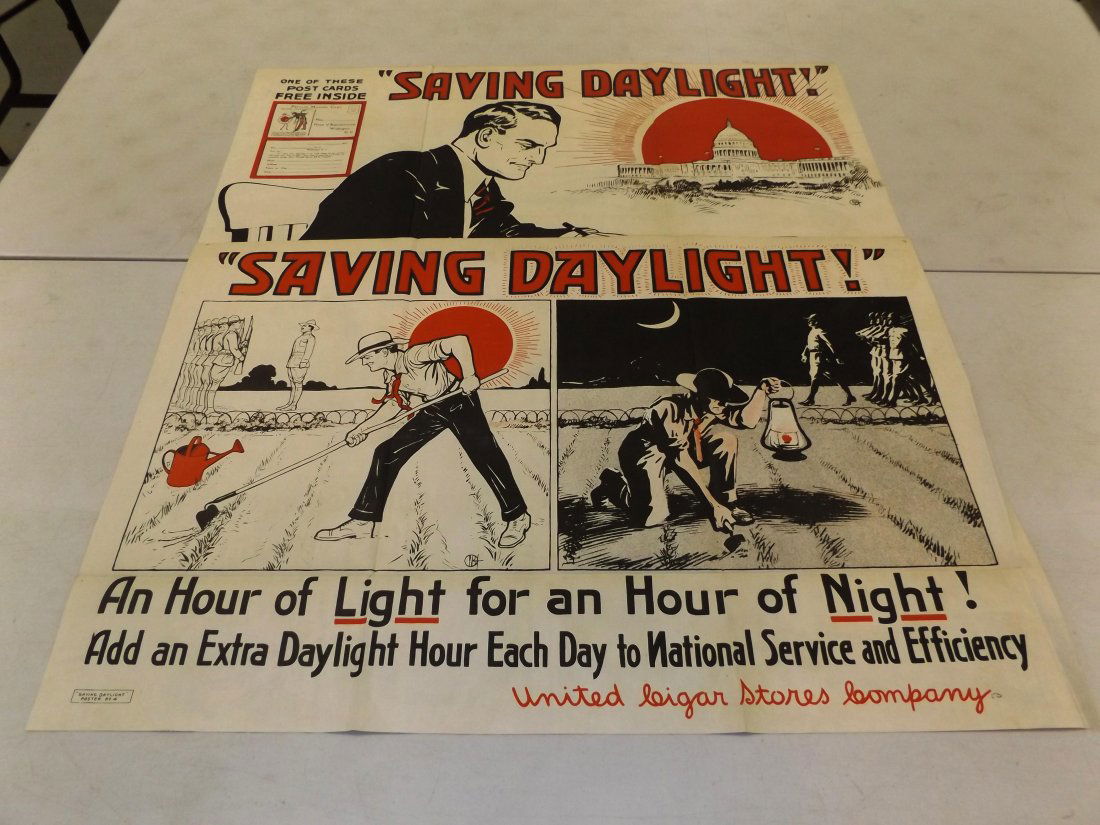 ONE OF THESE
POST CARDS
FREE INSIDE
"SAVING DAYLIGHT!"
"SAVING DAYLIGHT!"
An Hour of Light for an Hour of Night!
Add an Extra Daylight Hour Each Day to National Service and Efficiency
United Cigar Stores Company
SAVING DAYLIGHT
POSTER